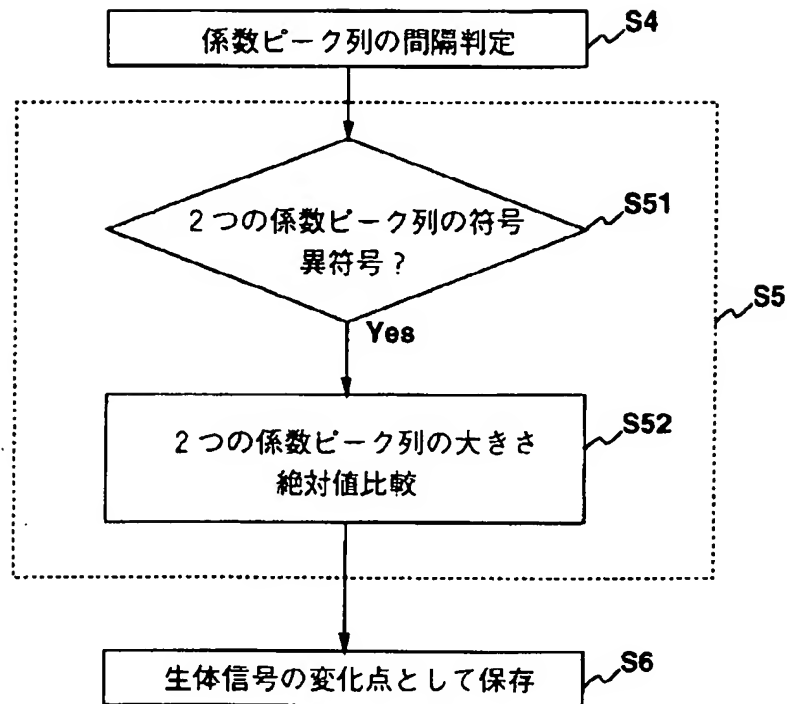 係数ピーク列の間隔判定
S4
2つの係数ピーク列の符号
異符号?
S51
Yes
S5
2つの係数ピーク列の大きさ
絶対値比較
S52
生体信号の変化点として保存
S6